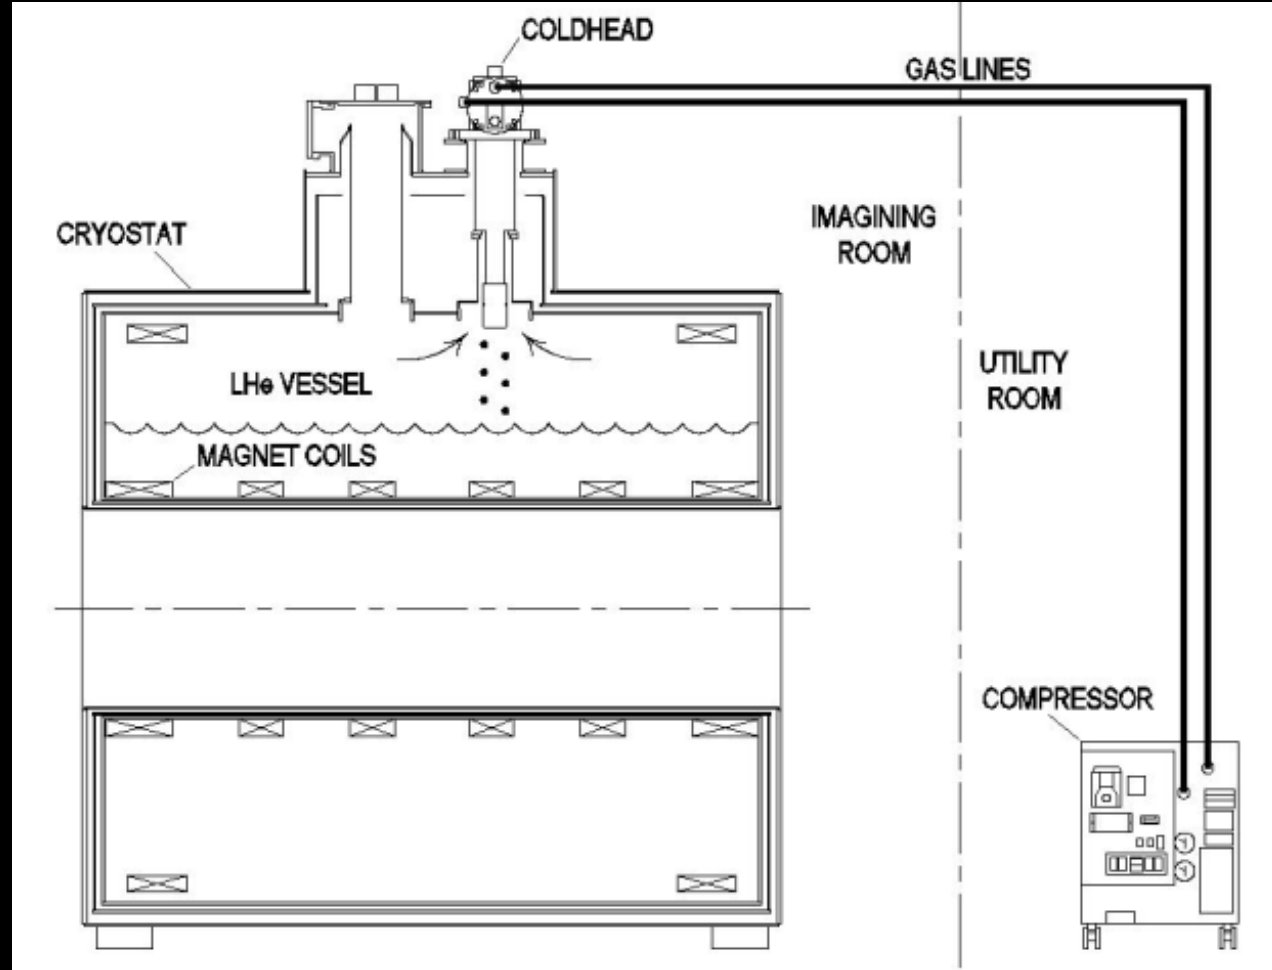 COLDHEAD
GAS LINES
IMAGINING
ROOM
CRYOSTAT
UTILITY
ROOM
LHe VESSEL
MAGNET COILS
COMPRESSOR